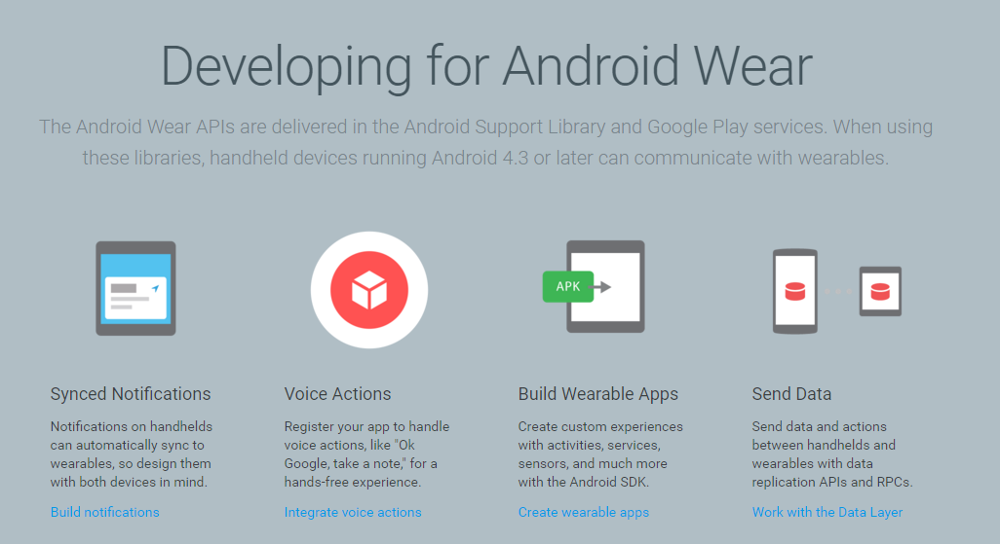 Developing for Android Wear
The Android Wear APIs are delivered in the Android Support Library and Google Play services. When using
these libraries, handheld devices running Android 4.3 or later can communicate with wearables.
APK
Synced Notifications
Notifications on handhelds
can automatically sync to
wearables, so design them
with both devices in mind.
Build notifications
Voice Actions
Register your app to handle
voice actions, like "Ok
Google, take a note," for a
hands-free experience.
Integrate voice actions
Build Wearable Apps
Create custom experiences
with activities, services,
sensors, and much more
with the Android SDK.
Create wearable apps
Send Data
Send data and actions
between handhelds and
wearables with data
replication APIs and RPCs.
Work with the Data Layer